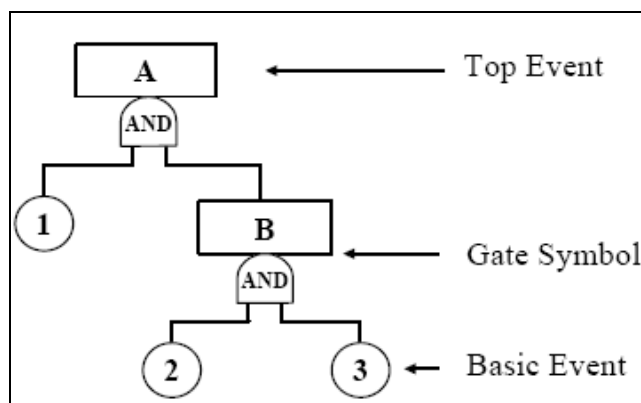 A
Top Event
AND
1
B
Gate Symbol
AND
2
3
Basic Event